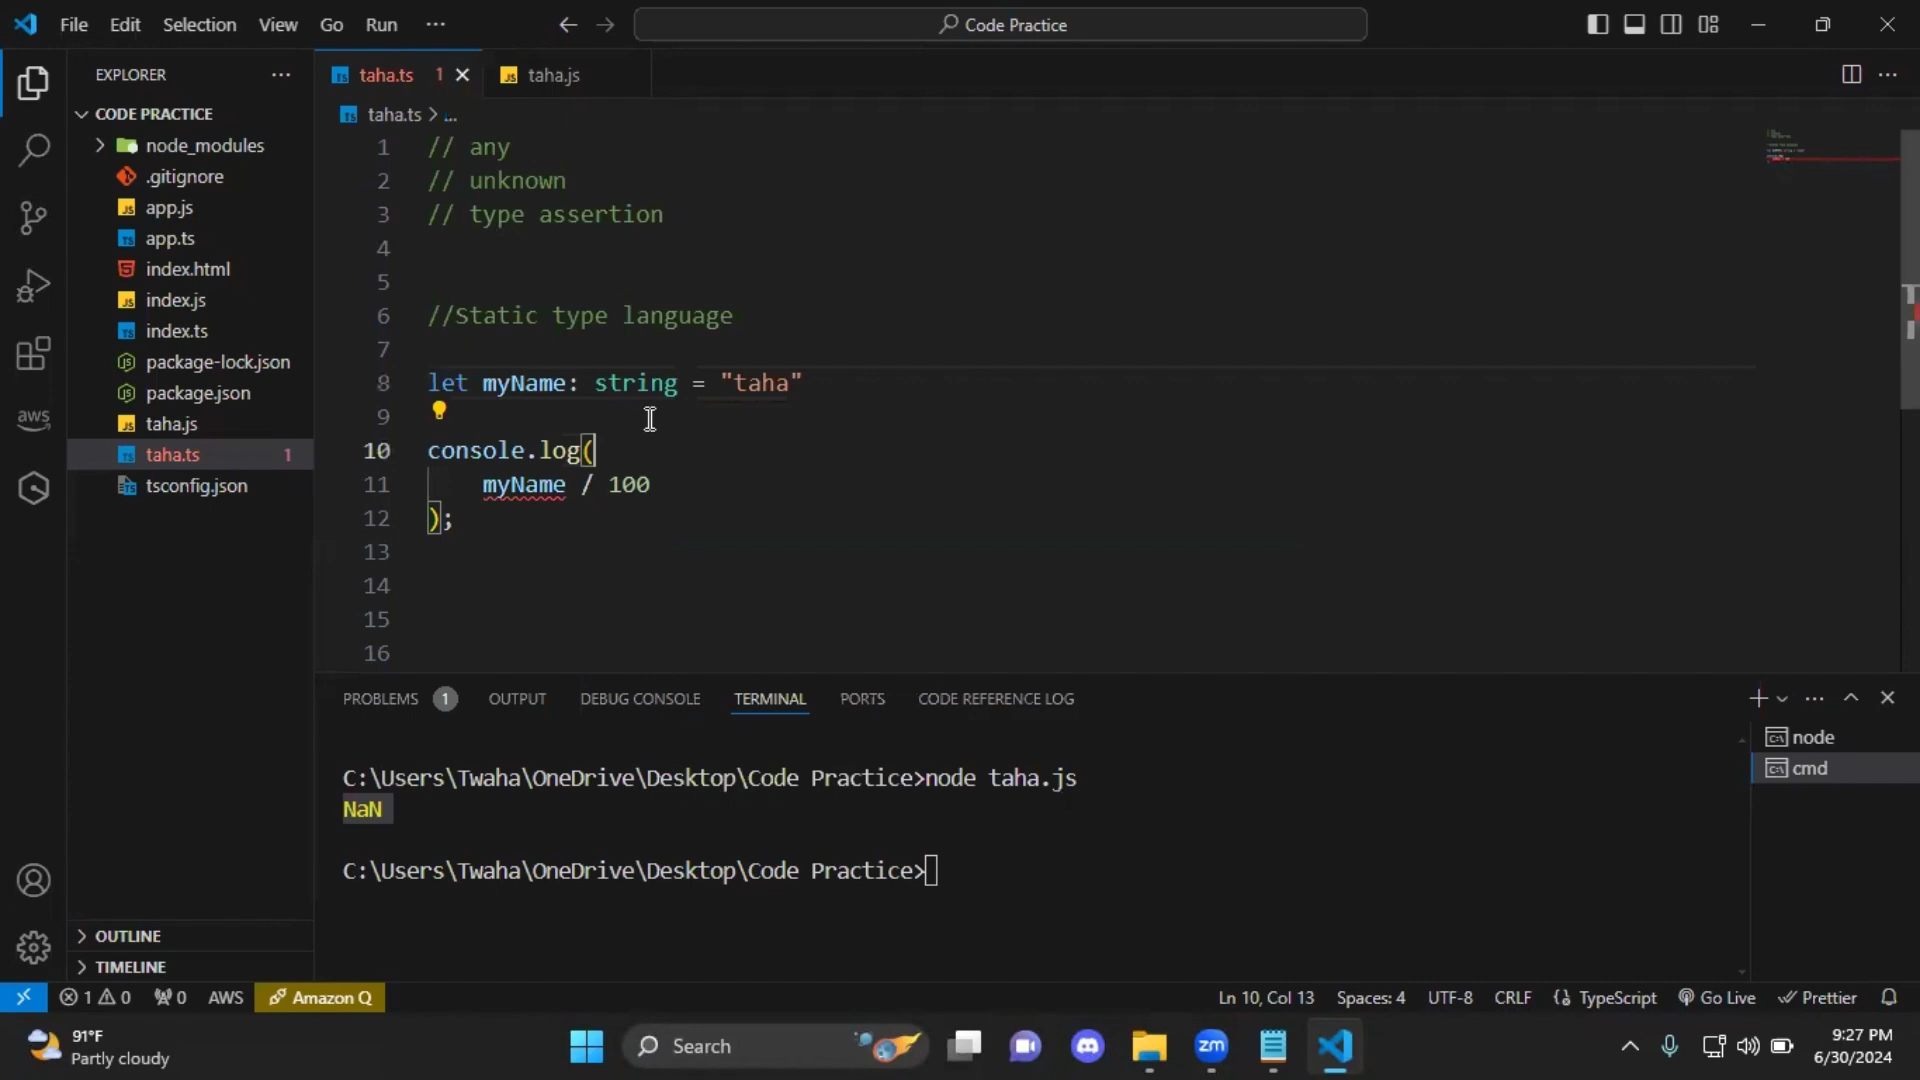 File Edit Selection View Go Run ··· Code Practice
EXPLORER ···
CODE PRACTICE
node_modules
.gitignore
app.js
app.ts
index.html
index.js
index.ts
package-lock.json
package.json
taha.js
taha.ts 1
tsconfig.json
OUTLINE
TIMELINE
aws
taha.ts 1 taha.js
taha.ts > ...
1 // any
2 // unknown
3 // type assertion
4
5
6 //Static type language
7
8 let myName: string = "taha"
9
10 console.log(
11 myName / 100
12 );
13
14
15
16
PROBLEMS 1 OUTPUT DEBUG CONSOLE TERMINAL PORTS CODE REFERENCE LOG
C:\Users\Twaha\OneDrive\Desktop\Code Practice>node taha.js
NaN
C:\Users\Twaha\OneDrive\Desktop\Code Practice>
node
cmd
1 0 0 AWS Amazon Q Ln 10, Col 13 Spaces: 4 UTF-8 CRLF TypeScript Go Live Prettier
91°F
Partly cloudy
Search
zm
9:27 PM
6/30/2024